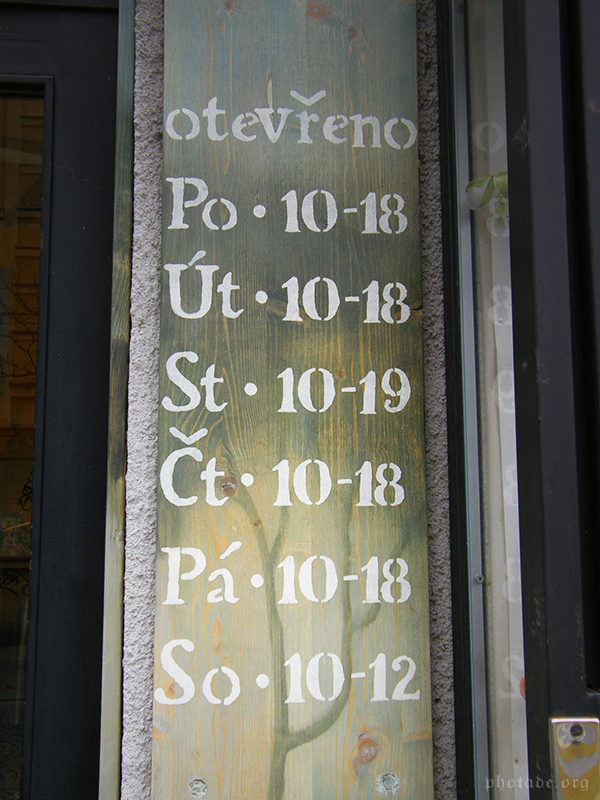 otevřeno
Po • 10-18
Út • 10-18
St • 10-19
Čt • 10-18
Pá • 10-18
So • 10-12
photade.org